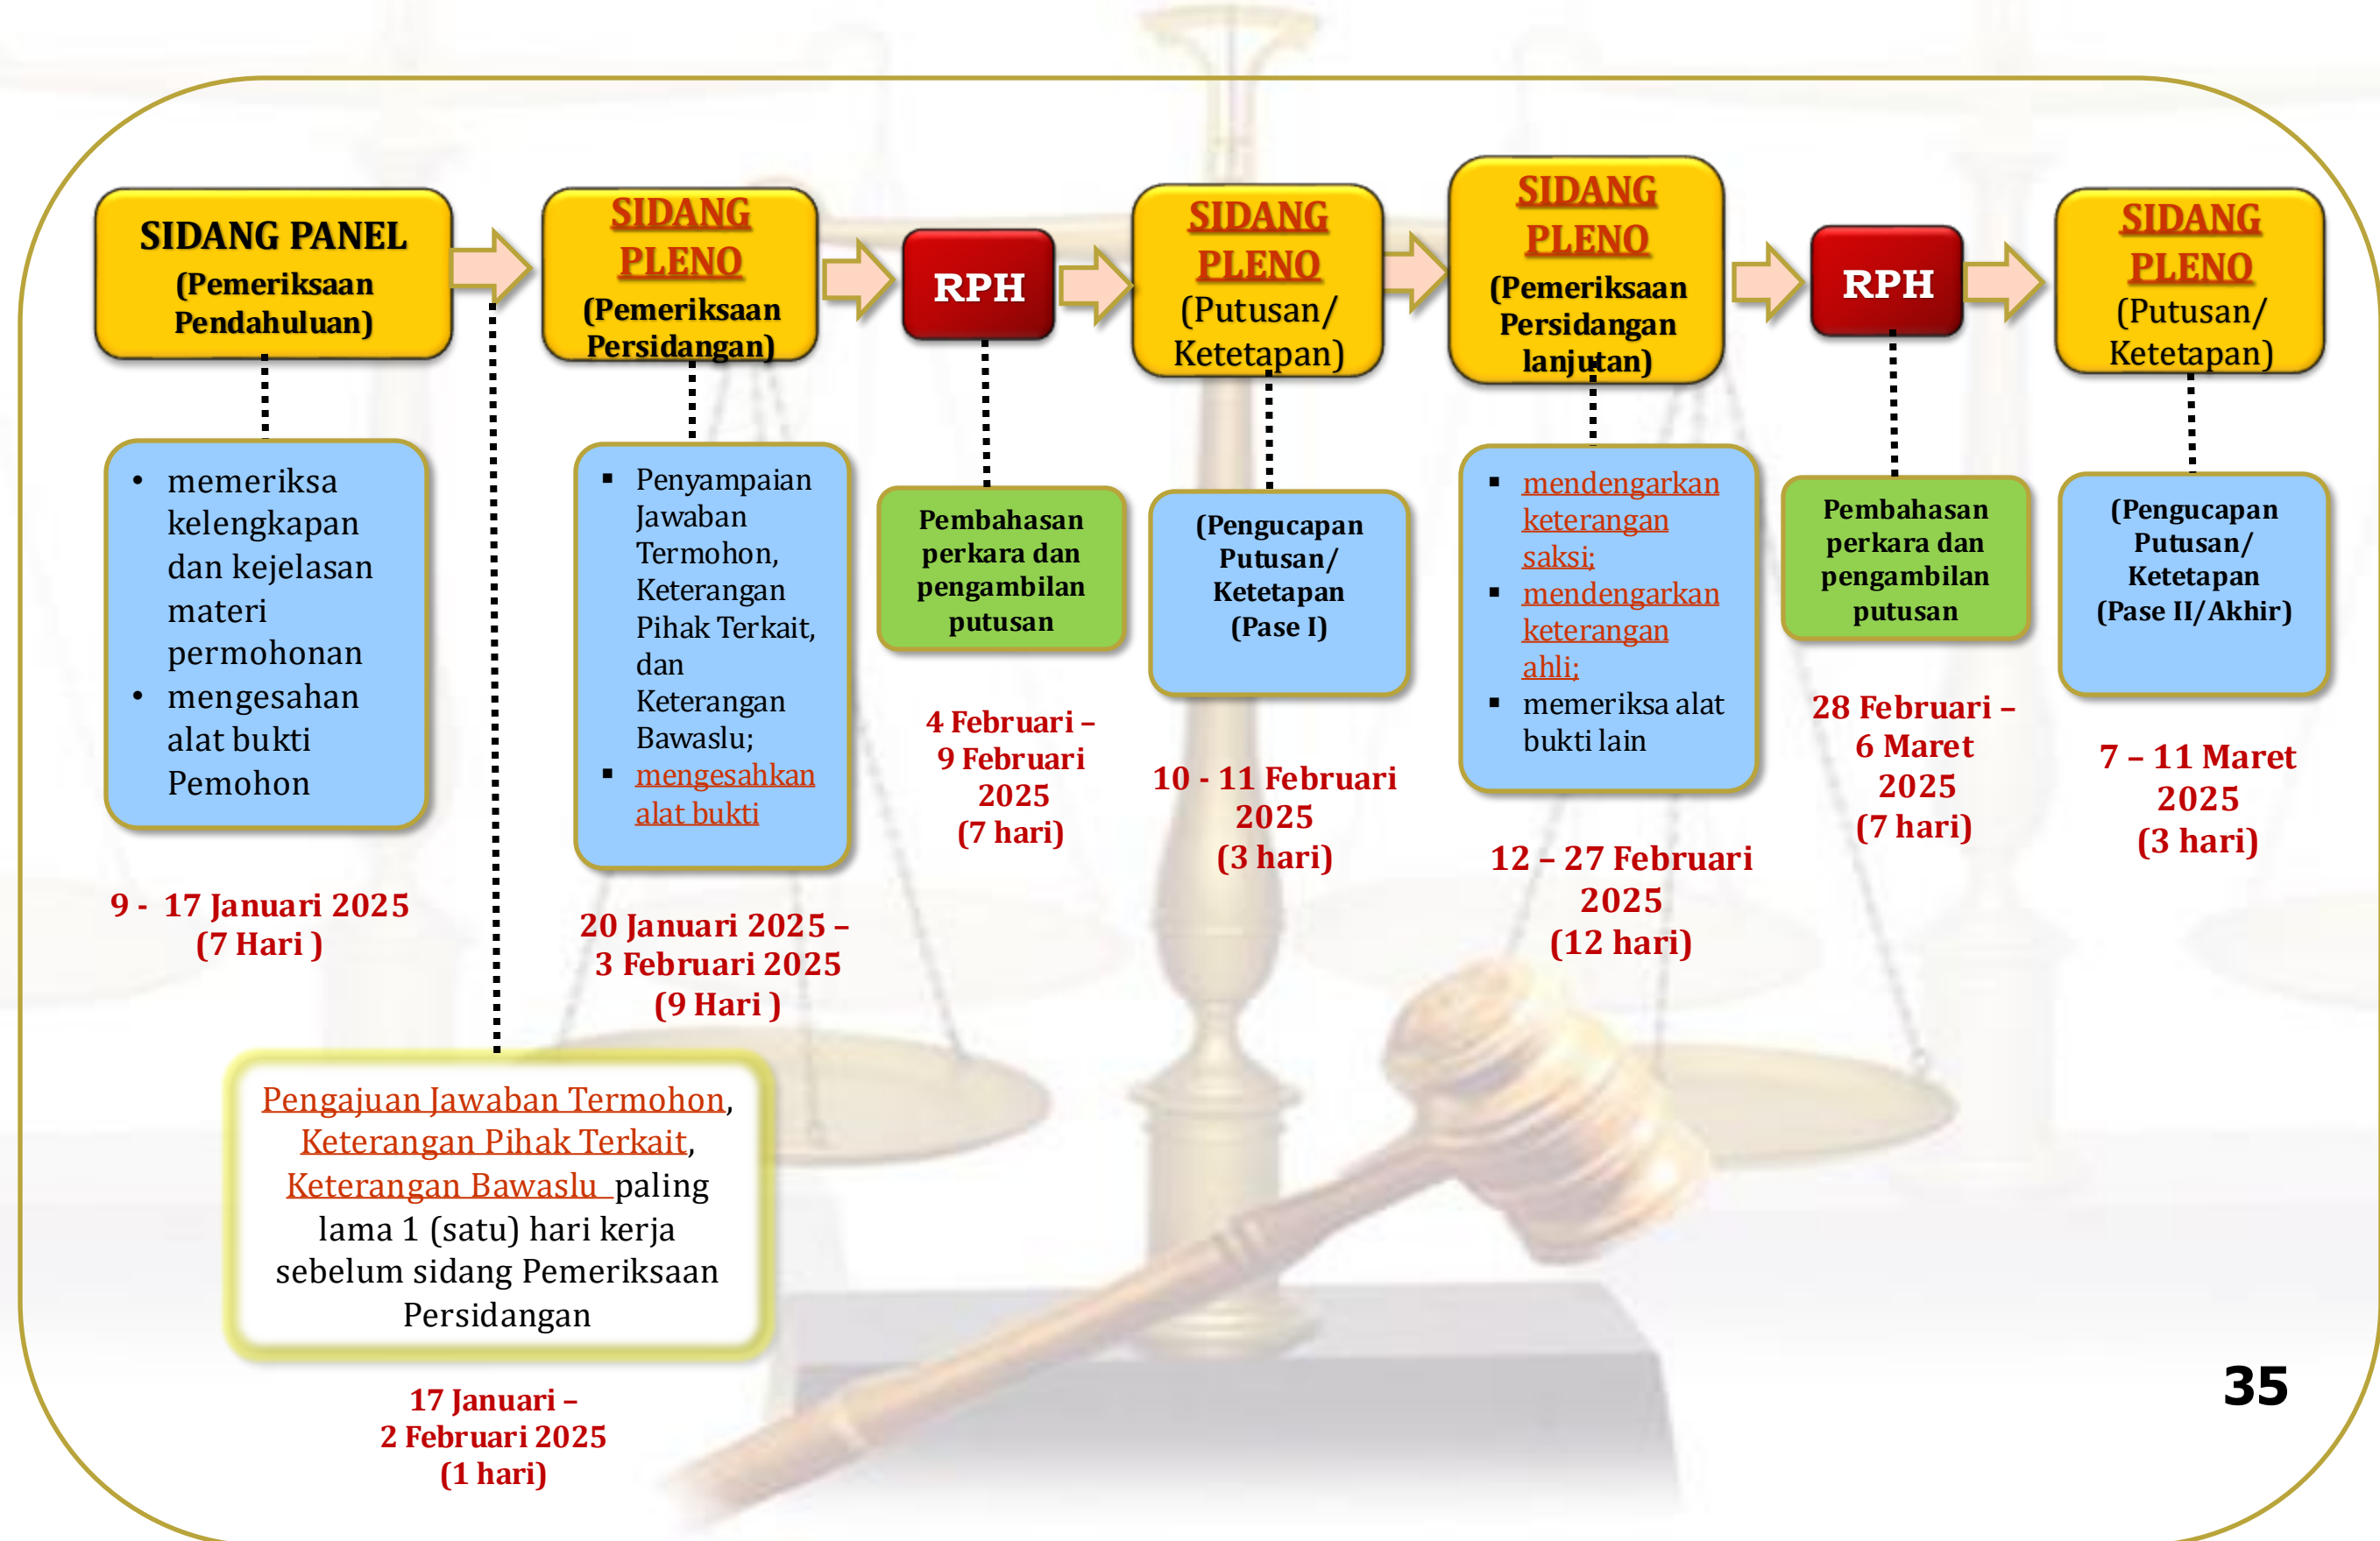 SIDANG PANEL
(Pemeriksaan
Pendahuluan)
SIDANG
PLENO
(Pemeriksaan
Persidangan)
RPH
SIDANG
PLENO
(Putusan/
Ketetapan)
SIDANG
PLENO
(Pemeriksaan
Persidangan
lanjutan)
RPH
SIDANG
PLENO
(Putusan/
Ketetapan)
• memeriksa
kelengkapan
dan kejelasan
materi
permohonan
• mengesahan
alat bukti
Pemohon
9 - 17 Januari 2025
(7 Hari )
Pengajuan Jawaban Termohon,
Keterangan Pihak Terkait,
Keterangan Bawaslu paling
lama 1 (satu) hari kerja
sebelum sidang Pemeriksaan
Persidangan
17 Januari –
2 Februari 2025
(1 hari)
▪ Penyampaian
Jawaban
Termohon,
Keterangan
Pihak Terkait,
dan
Keterangan
Bawaslu;
▪ mengesahkan
alat bukti
20 Januari 2025 –
3 Februari 2025
(9 Hari )
Pembahasan
perkara dan
pengambilan
putusan
4 Februari –
9 Februari
2025
(7 hari)
(Pengucapan
Putusan/
Ketetapan
(Pase I)
10 - 11 Februari
2025
(3 hari)
▪ mendengarkan
keterangan
saksi;
▪ mendengarkan
keterangan
ahli;
▪ memeriksa alat
bukti lain
12 – 27 Februari
2025
(12 hari)
Pembahasan
perkara dan
pengambilan
putusan
28 Februari –
6 Maret
2025
(7 hari)
(Pengucapan
Putusan/
Ketetapan
(Pase II/Akhir)
7 – 11 Maret
2025
(3 hari)
35